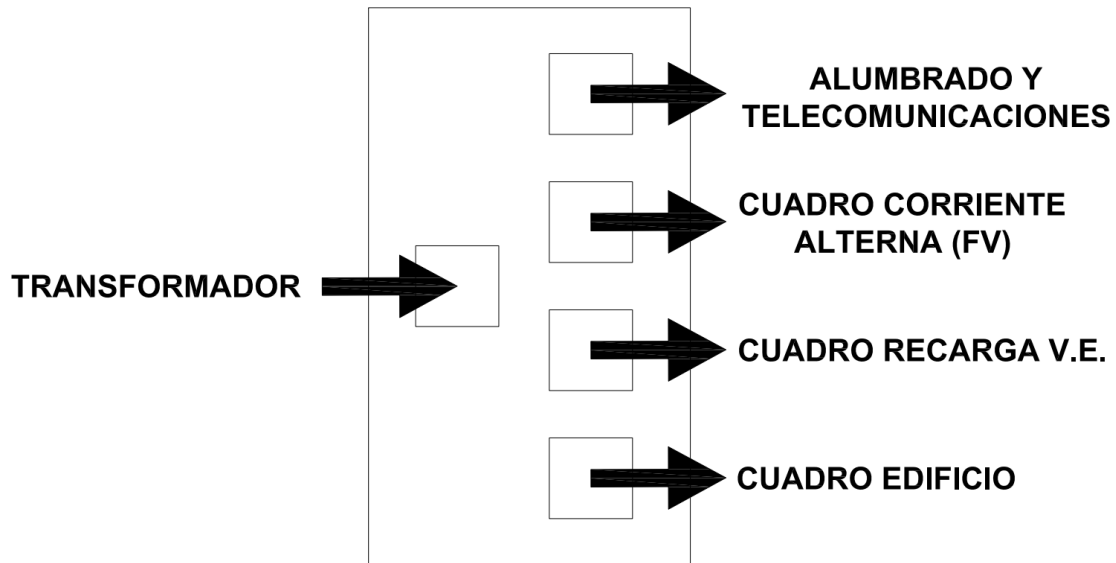 ALUMBRADO Y
TELECOMUNICACIONES
CUADRO CORRIENTE
ALTERNA (FV)
TRANSFORMADOR
CUADRO RECARGA V.E.
CUADRO EDIFICIO